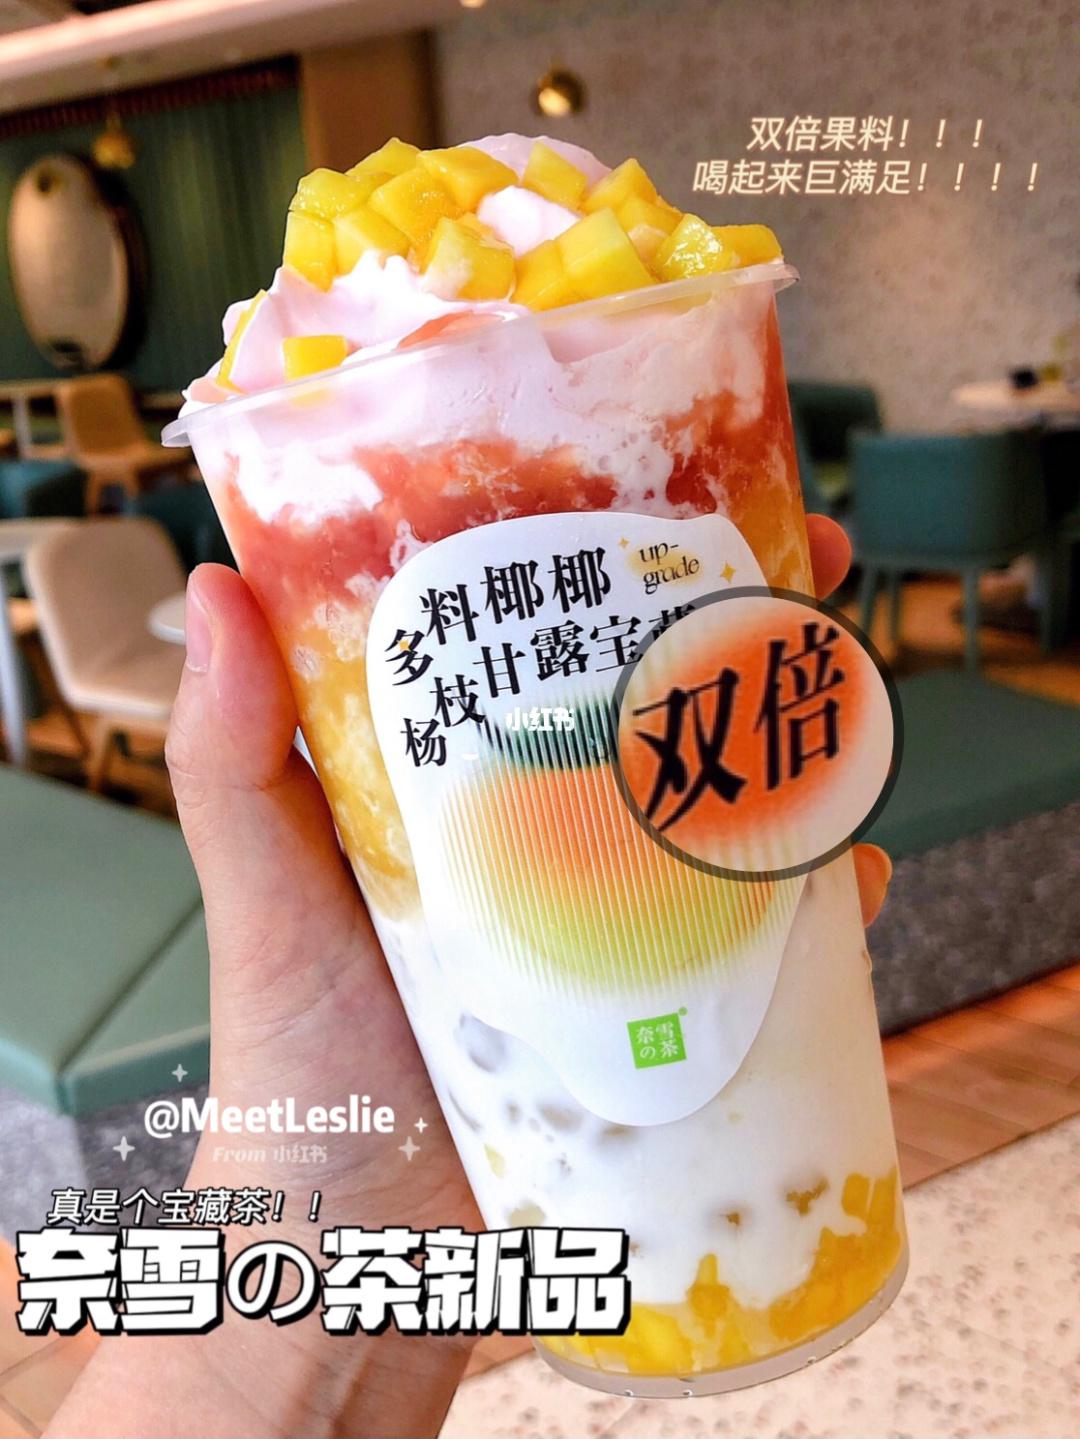 双倍果料！！！
喝起来巨满足！！！！
多料椰椰
up-
grade
杨枝甘露宝藏
双倍
小红书
奈雪
の茶
@MeetLeslie
From 小红书
真是个宝藏茶！！
奈雪の茶新品